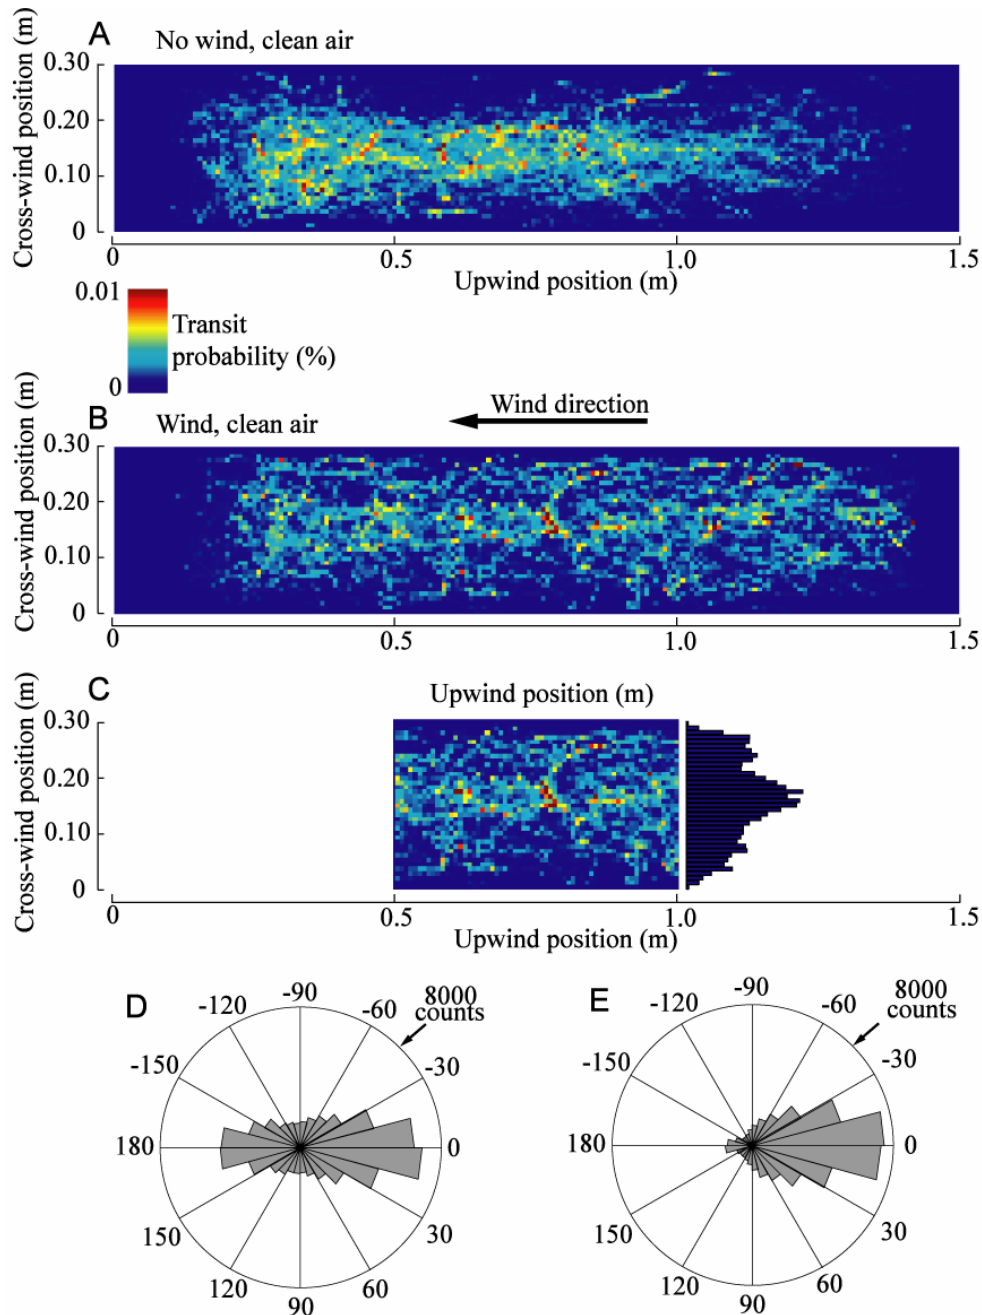 A
No wind, clean air
Cross-wind position (m)
0.30
0.20
0.10
0
0 0.5 1.0 1.5
Upwind position (m)
0.01
0
Transit
probability (%)
B
Wind, clean air
Wind direction
Cross-wind position (m)
0.30
0.20
0.10
0
0 0.5 1.0 1.5
C
Upwind position (m)
Cross-wind position (m)
0.30
0.20
0.10
0
0 0.5 1.0 1.5
Upwind position (m)
D
8000
counts
-90
-60
-30
0
30
60
90
120
150
180
-150
-120
E
8000
counts
-90
-60
-30
0
30
60
90
120
150
180
-150
-120